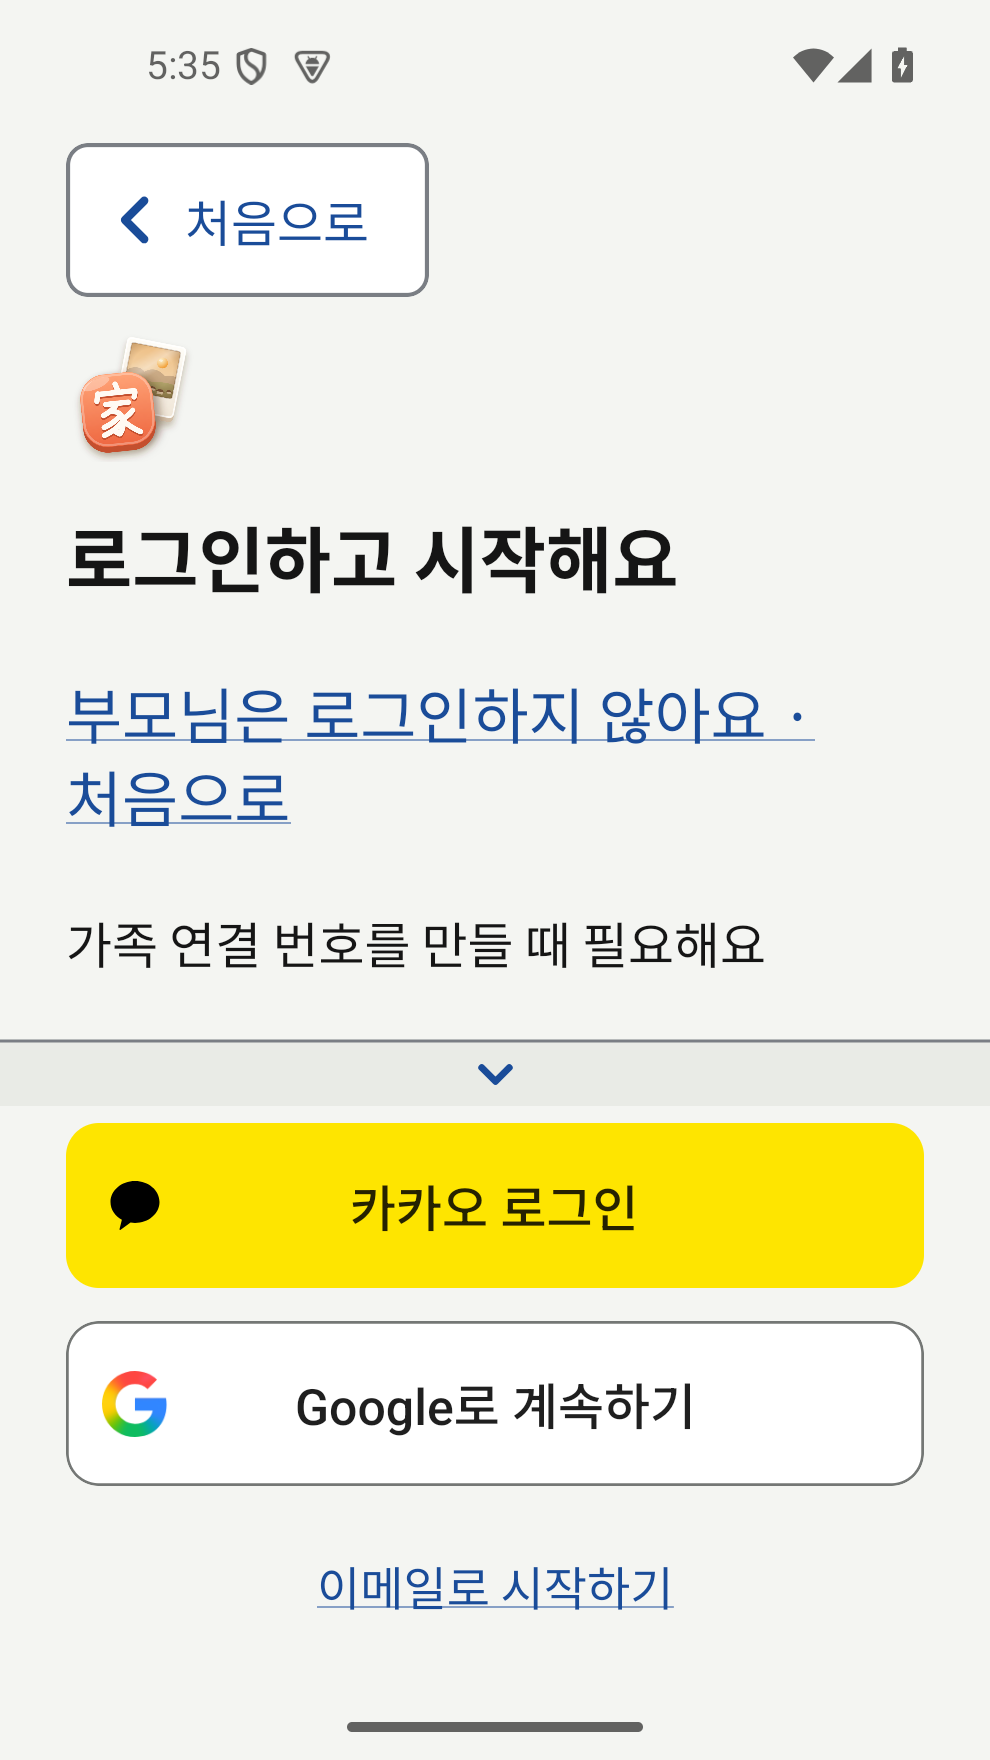 5:35
처음으로
家
로그인하고 시작해요
부모님은 로그인하지 않아요 ·
처음으로
가족 연결 번호를 만들 때 필요해요
카카오 로그인
Google로 계속하기
이메일로 시작하기